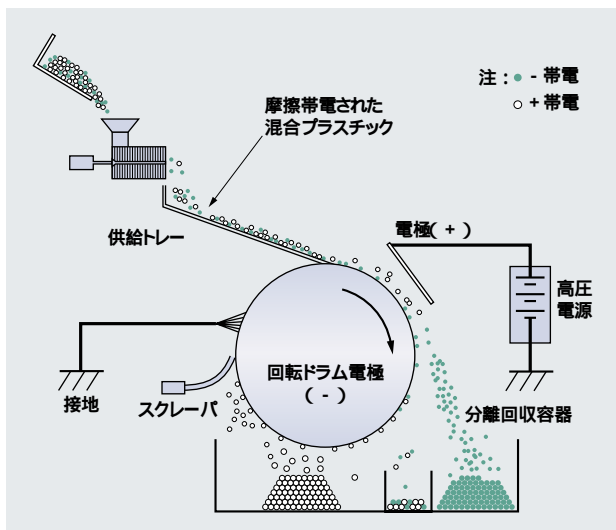 注：● - 帯電
○ + 帯電
摩擦帯電された
混合プラスチック
供給トレー
電極( + )
高圧
電源
回転ドラム電極
( - )
接地
スクレーパ
分離回収容器